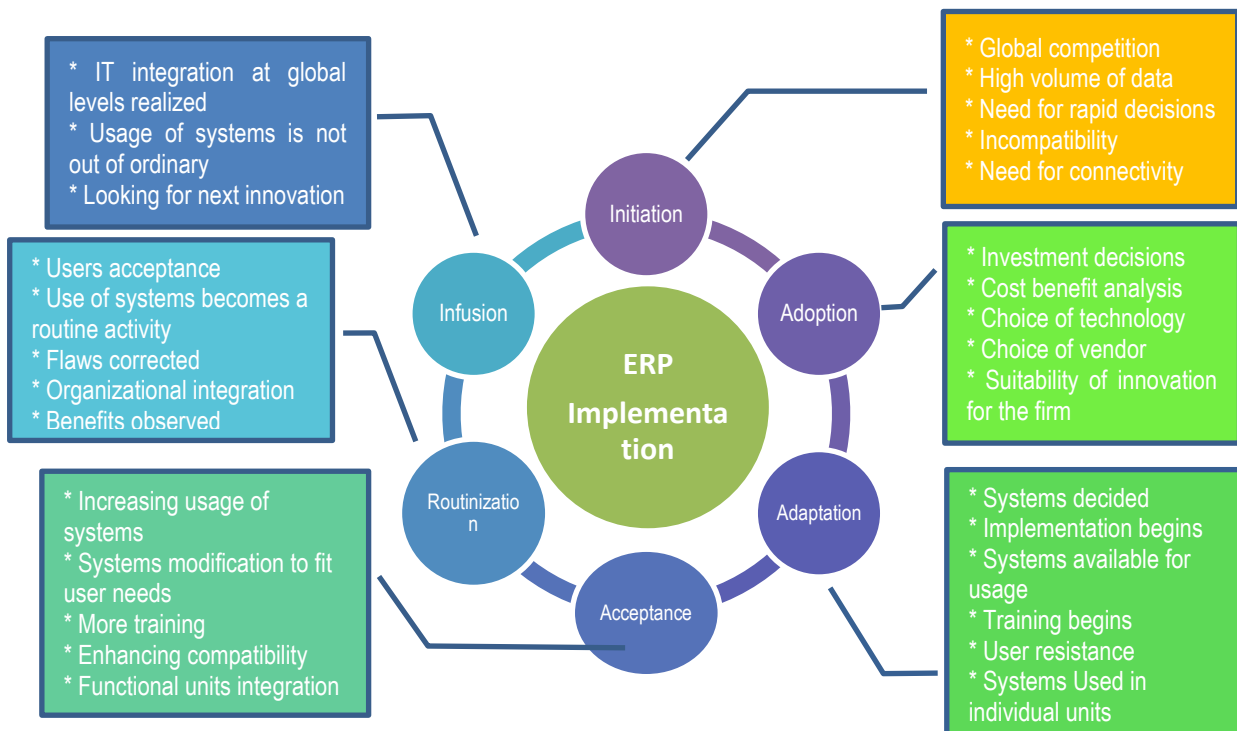 * IT integration at global
levels realized
* Usage of systems is not
out of ordinary
* Looking for next innovation
* Global competition
* High volume of data
* Need for rapid decisions
* Incompatibility
* Need for connectivity
Initiation
* Users acceptance
* Use of systems becomes a
routine activity
* Flaws corrected
* Organizational integration
* Benefits observed
Infusion
Adoption
* Investment decisions
* Cost benefit analysis
* Choice of technology
* Choice of vendor
* Suitability of innovation
for the firm
ERP
Implementa
tion
* Increasing usage of
systems
* Systems modification to fit
user needs
* More training
* Enhancing compatibility
* Functional units integration
Routinizatio
n
Adaptation
* Systems decided
* Implementation begins
* Systems available for
usage
* Training begins
* User resistance
* Systems Used in
individual units
Acceptance